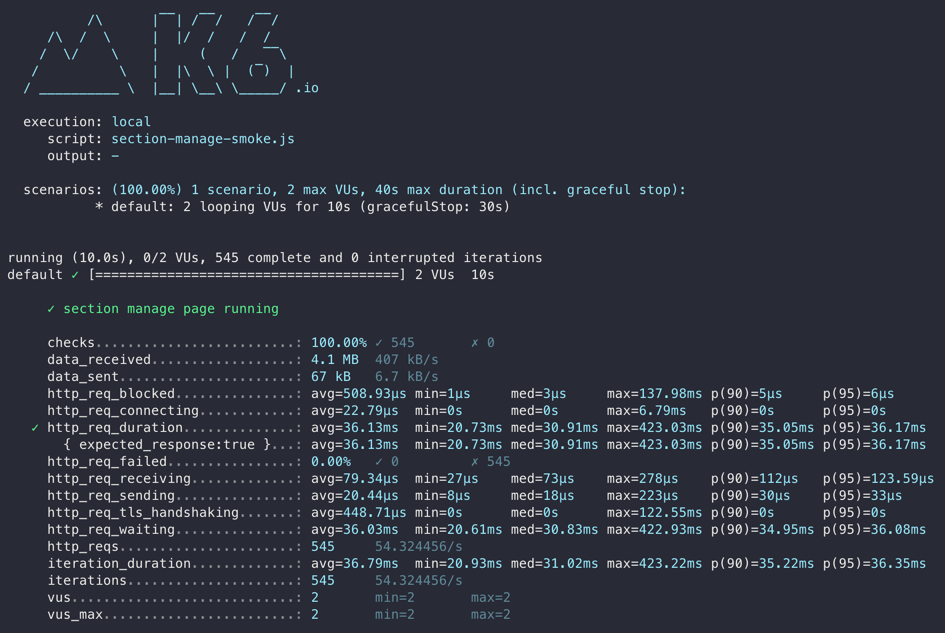 /\      |‾‾| /‾‾/   /‾‾/
     /\  /  \     |  |/  /   /  /
    /  \/    \    |     (   /   ‾‾\
   /          \   |  |\  \ |  (‾)  |
  / __________ \  |__| \__\ \_____/ .io
execution: local
script: section-manage-smoke.js
output: -
scenarios: (100.00%) 1 scenario, 2 max VUs, 40s max duration (incl. graceful stop):
* default: 2 looping VUs for 10s (gracefulStop: 30s)
running (10.0s), 0/2 VUs, 545 complete and 0 interrupted iterations
default ✓ [======================================] 2 VUs  10s
✓ section manage page running
checks.........................: 100.00% ✓ 545       ✗ 0
data_received..................: 4.1 MB  407 kB/s
data_sent......................: 67 kB   6.7 kB/s
http_req_blocked...............: avg=508.93µs min=1µs     med=3µs     max=137.98ms p(90)=5µs     p(95)=6µs
http_req_connecting............: avg=22.79µs  min=0s      med=0s      max=6.79ms   p(90)=0s      p(95)=0s
✓ http_req_duration..............: avg=36.13ms  min=20.73ms med=30.91ms max=423.03ms p(90)=35.05ms p(95)=36.17ms
{ expected_response:true }...: avg=36.13ms  min=20.73ms med=30.91ms max=423.03ms p(90)=35.05ms p(95)=36.17ms
http_req_failed................: 0.00%   ✓ 0         ✗ 545
http_req_receiving.............: avg=79.34µs  min=27µs    med=73µs    max=278µs    p(90)=112µs   p(95)=123.59µs
http_req_sending...............: avg=20.44µs  min=8µs     med=18µs    max=223µs    p(90)=30µs    p(95)=33µs
http_req_tls_handshaking.......: avg=448.71µs min=0s      med=0s      max=122.55ms p(90)=0s      p(95)=0s
http_req_waiting...............: avg=36.03ms  min=20.61ms med=30.83ms max=422.93ms p(90)=34.95ms p(95)=36.08ms
http_reqs......................: 545     54.324456/s
iteration_duration.............: avg=36.79ms  min=20.93ms med=31.02ms max=423.22ms p(90)=35.22ms p(95)=36.35ms
iterations.....................: 545     54.324456/s
vus............................: 2       min=2       max=2
vus_max........................: 2       min=2       max=2